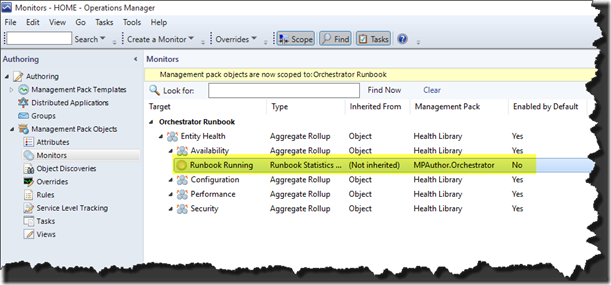 Monitors - HOME - Operations Manager
File Edit View Go Tasks Tools Help
Search Create a Monitor Overrides Scope Find Tasks
Authoring
Authoring
Management Pack Templates
Distributed Applications
Groups
Management Pack Objects
Attributes
Monitors
Object Discoveries
Overrides
Rules
Service Level Tracking
Tasks
Views
Monitors
Management pack objects are now scoped to:Orchestrator Runbook
Look for: Find Now Clear
Target Type Inherited From Management Pack Enabled by Default
Orchestrator Runbook
Entity Health Aggregate Rollup Object Health Library Yes
Availability Aggregate Rollup Object Health Library Yes
Runbook Running Runbook Statistics ... (Not inherited) MPAuthor.Orchestrator No
Configuration Aggregate Rollup Object Health Library Yes
Performance Aggregate Rollup Object Health Library Yes
Security Aggregate Rollup Object Health Library Yes